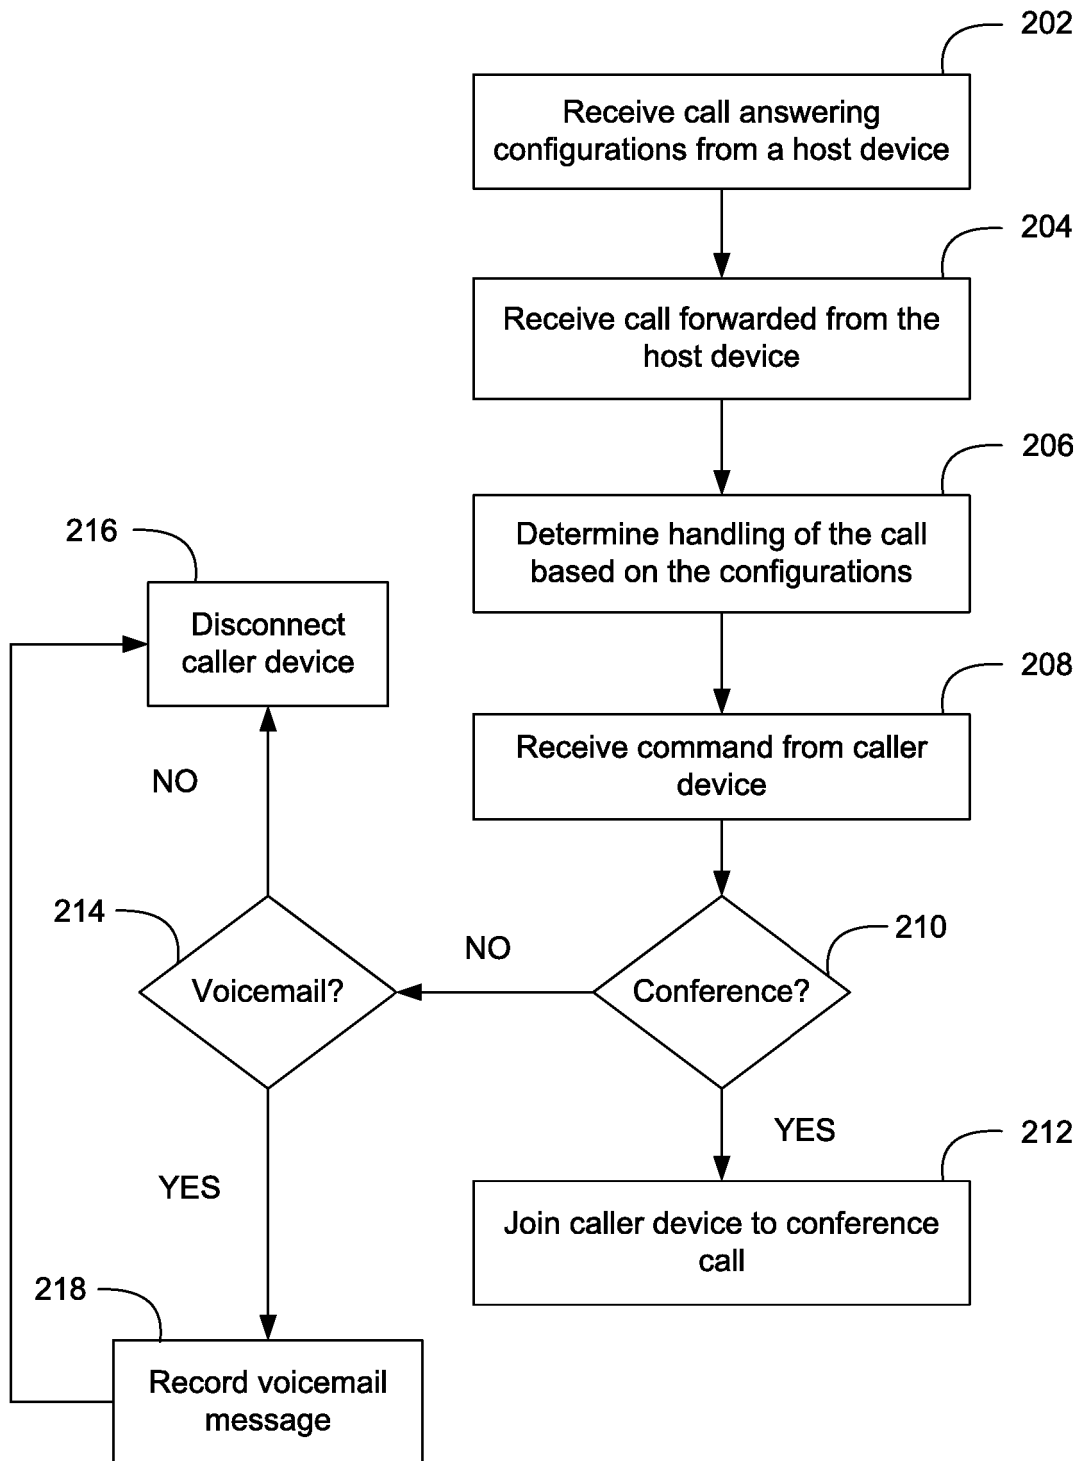 202
Receive call answering
configurations from a host device
204
Receive call forwarded from the
host device
206
Determine handling of the call
based on the configurations
216
Disconnect
caller device
208
Receive command from caller
device
NO
214
Voicemail?
NO
210
Conference?
YES
212
Join caller device to conference
call
YES
218
Record voicemail
message